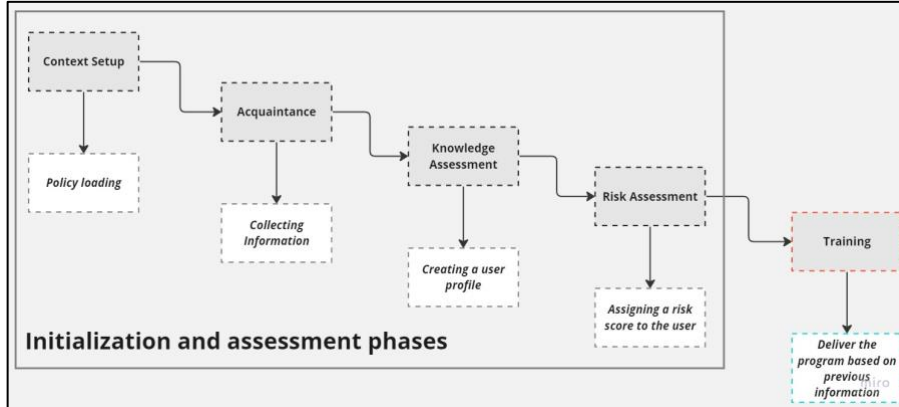 Context Setup
Policy loading
Acquaintance
Collecting
Information
Knowledge
Assessment
Creating a user
profile
Risk Assessment
Assigning a risk
score to the user
Training
Deliver the
program based on
previous
information
Initialization and assessment phases
miro